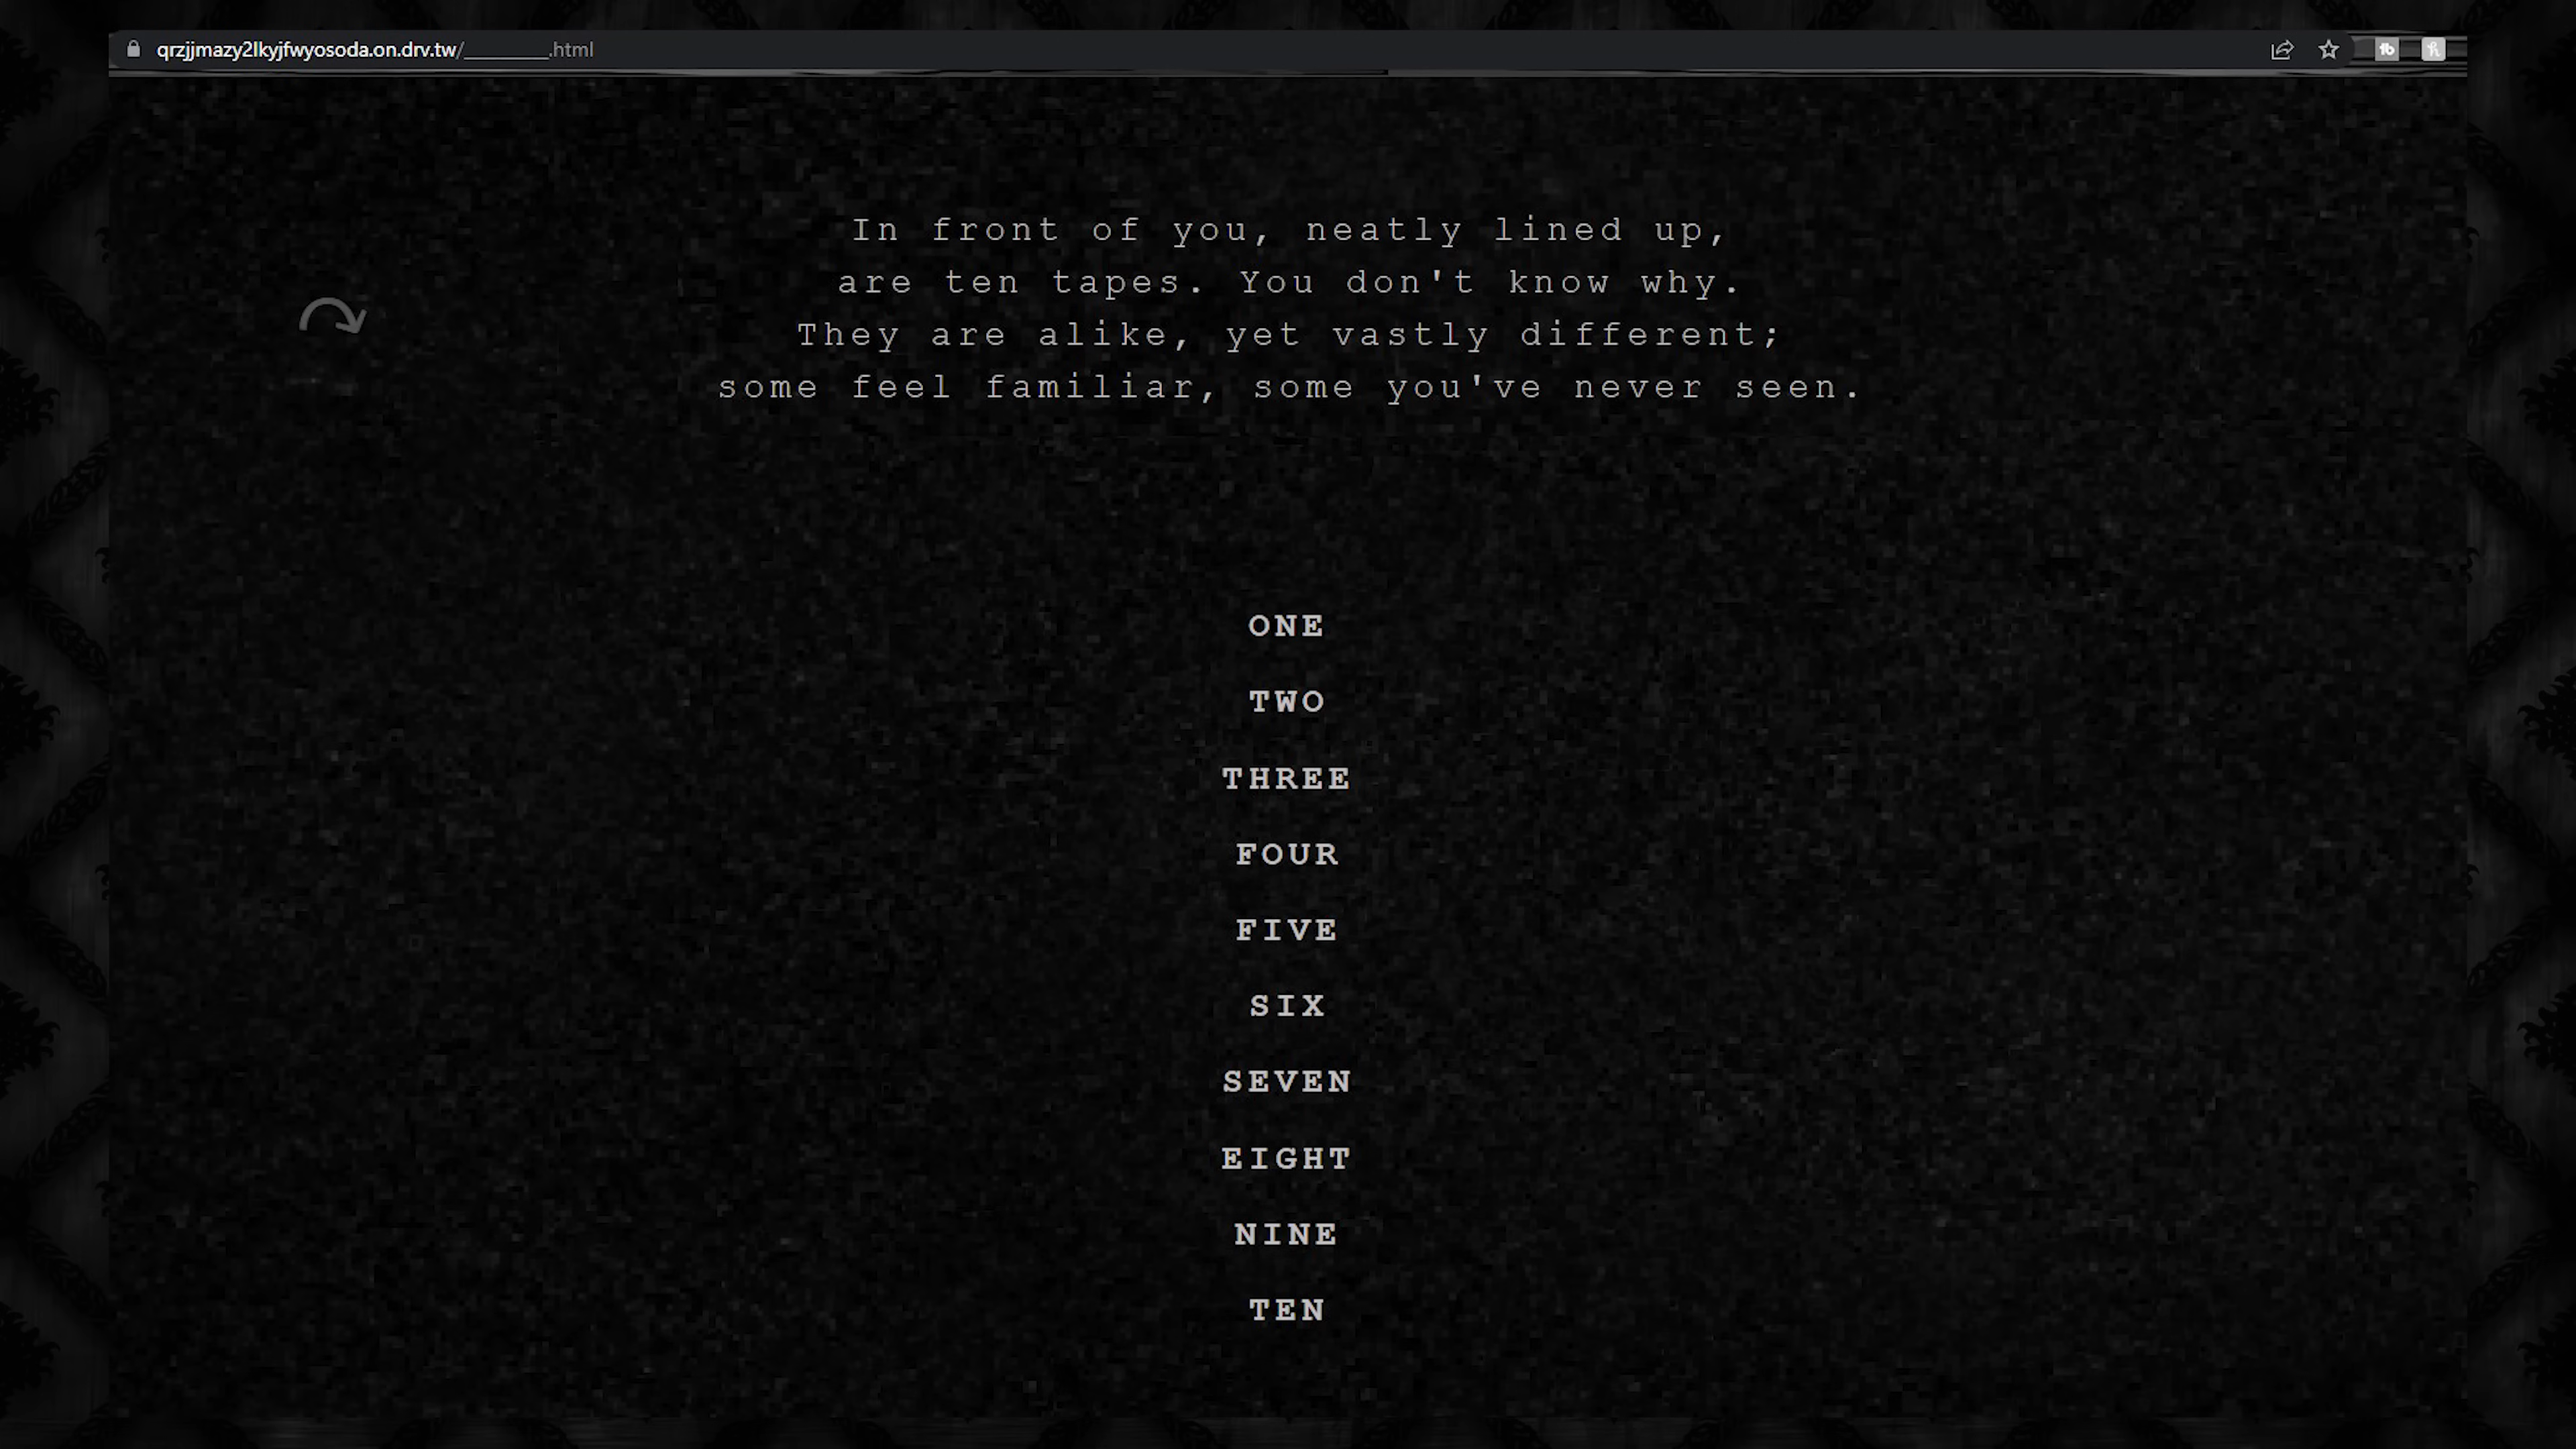 qrzjjmazy2lkyjfwyosoda.on.drv.tw/________.html
In front of you, neatly lined up,
are ten tapes. You don't know why.
They are alike, yet vastly different;
some feel familiar, some you've never seen.
ONE
TWO
THREE
FOUR
FIVE
SIX
SEVEN
EIGHT
NINE
TEN